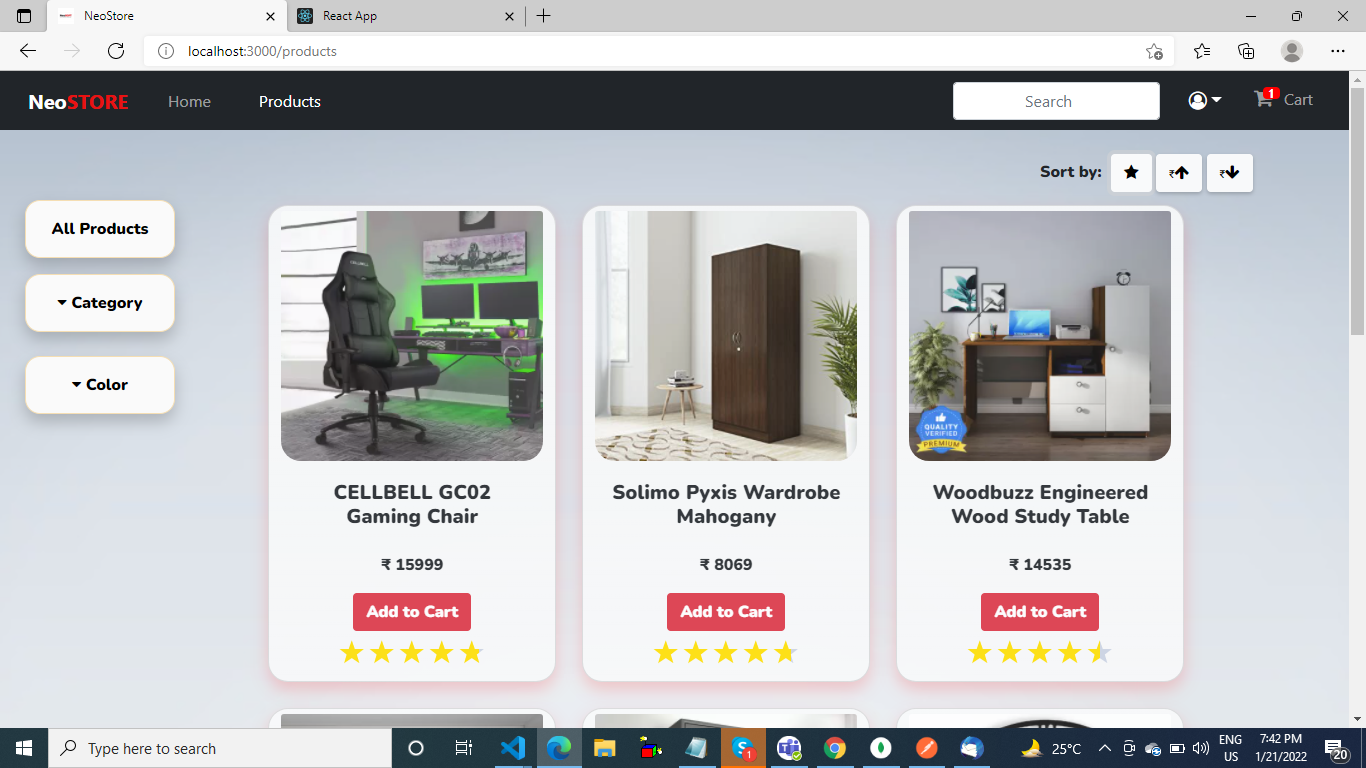 NeoStore
React App
localhost:3000/products
NeoSTORE
Home
Products
Search
1
Cart
Sort by:
₹
₹
All Products
Category
Color
CELLBELL
QUALITY
VERIFIED
PREMIUM
CELLBELL GC02
Gaming Chair
₹ 15999
Add to Cart
Solimo Pyxis Wardrobe
Mahogany
₹ 8069
Add to Cart
Woodbuzz Engineered
Wood Study Table
₹ 14535
Add to Cart
Type here to search
S
1
25°C
ENG
US
7:42 PM
1/21/2022
20